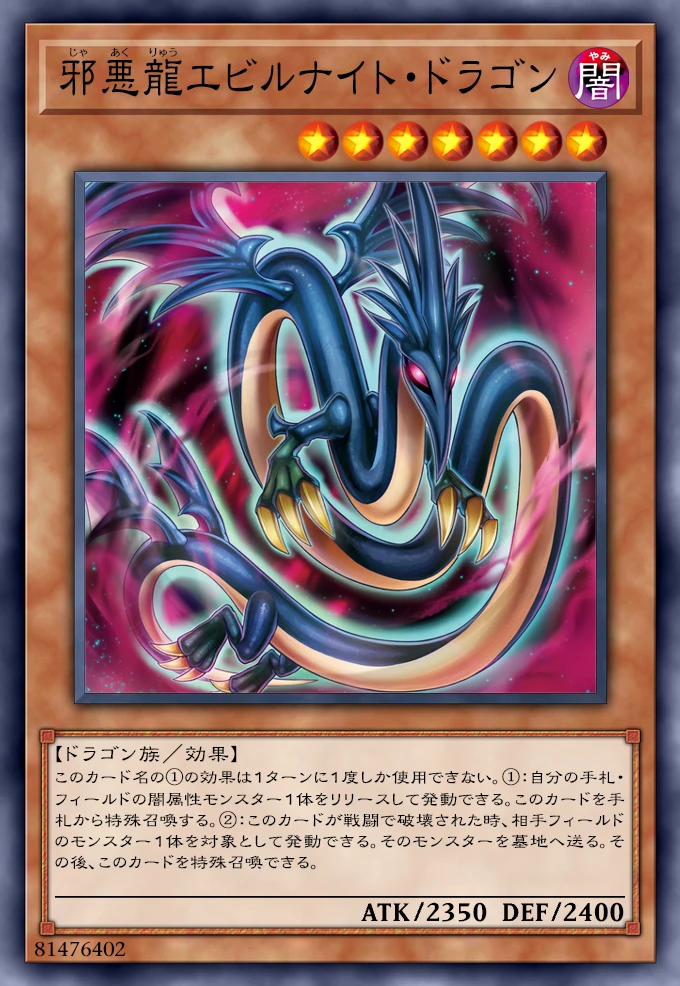 じゃ あく りゅう
邪悪龍エビルナイト・ドラゴン
やみ
闇
【ドラゴン族／効果】
このカード名の①の効果は１ターンに１度しか使用できない。①：自分の手札・
フィールドの闇属性モンスター１体をリリースして発動できる。このカードを手
札から特殊召喚する。②：このカードが戦闘で破壊された時、相手フィールド
のモンスター１体を対象として発動できる。そのモンスターを墓地へ送る。そ
の後、このカードを特殊召喚できる。
ATK/2350 DEF/2400
81476402